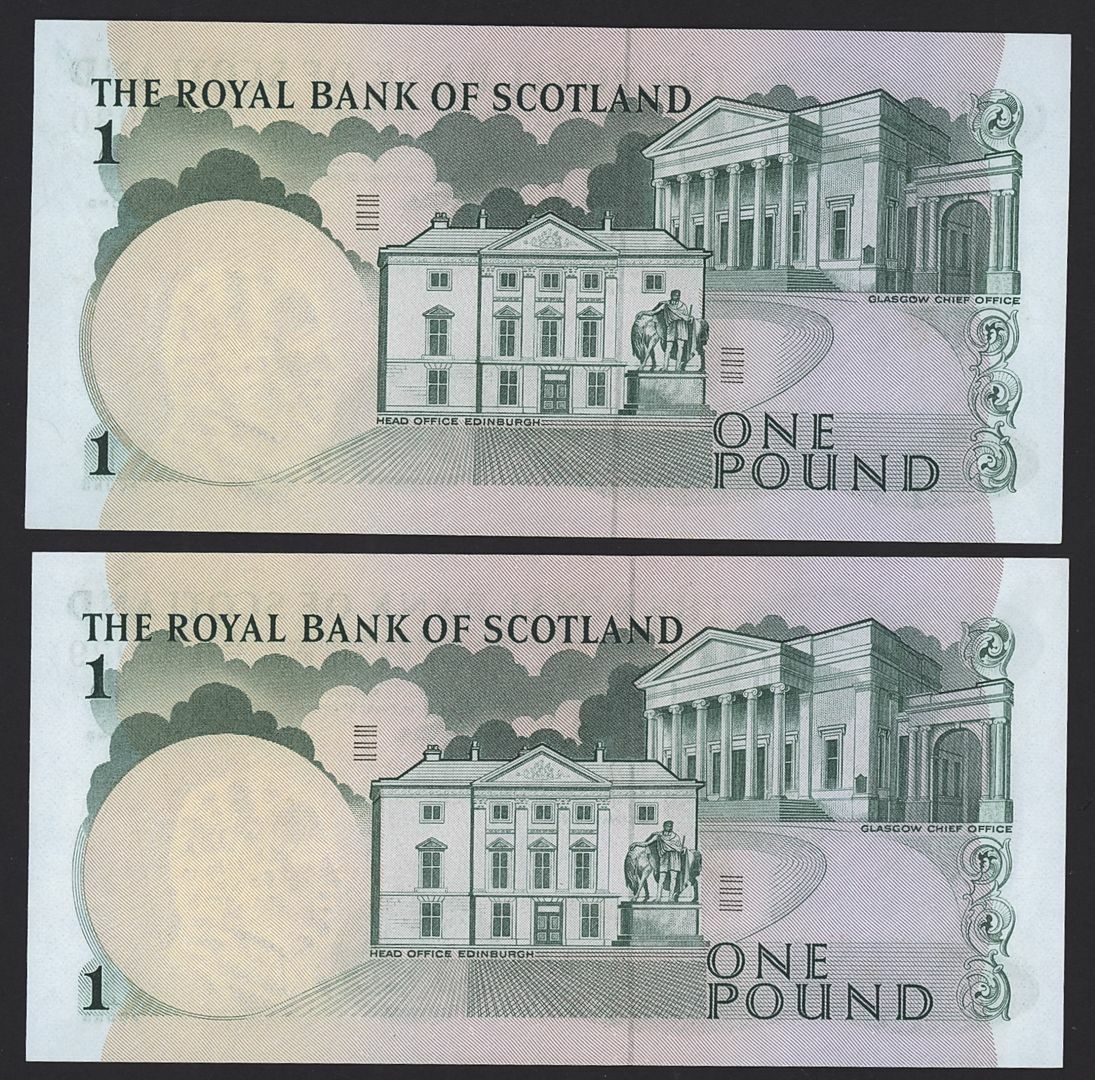 THE ROYAL BANK OF SCOTLAND
1
GLASGOW CHIEF OFFICE
HEAD OFFICE EDINBURGH
1
ONE
POUND
THE ROYAL BANK OF SCOTLAND
1
GLASGOW CHIEF OFFICE
HEAD OFFICE EDINBURGH
1
ONE
POUND